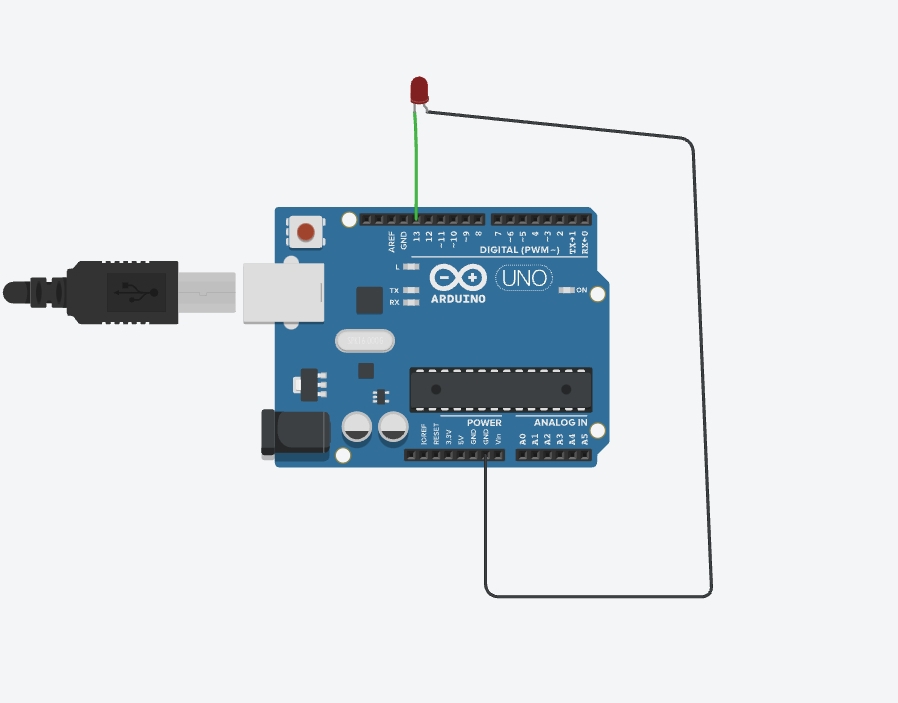 AREF
GND
13
12
~11
~10
~9
8
7
~6
~5
4
~3
2
TX→1
RX←0
DIGITAL (PWM~)
L
TX
RX
UNO
ARDUINO
ON
POWER
ANALOG IN
IOREF
RESET
3.3V
5V
GND
GND
Vin
A0
A1
A2
A3
A4
A5